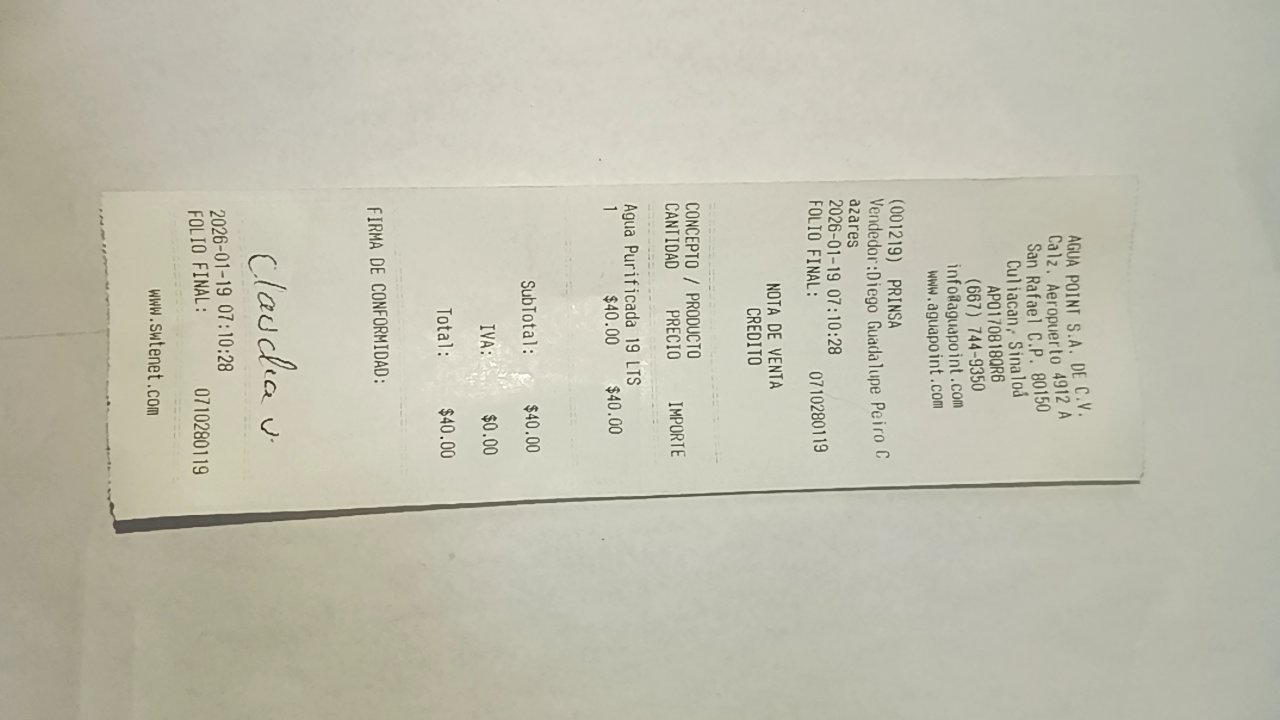 AGUA POINT S.A. DE C.V.
Calz. Aeropuerto 4912 A
San Rafael C.P. 80150
Culiacan, Sinaloa
APO170818QR6
(667) 744-9350
info@aguapoint.com
www.aguapoint.com
(001219) PRINSA
Vendedor:Diego Guadalupe Peiro C
azares
2026-01-19 07:10:28
FOLIO FINAL: 0710280119
NOTA DE VENTA
CREDITO
CONCEPTO / PRODUCTO
CANTIDAD PRECIO IMPORTE
Agua Purificada 19 LTS
1 $40.00 $40.00
SubTotal: $40.00
IVA: $0.00
Total: $40.00
FIRMA DE CONFORMIDAD:
Claudia V.
2026-01-19 07:10:28
FOLIO FINAL: 0710280119
www.swtenet.com